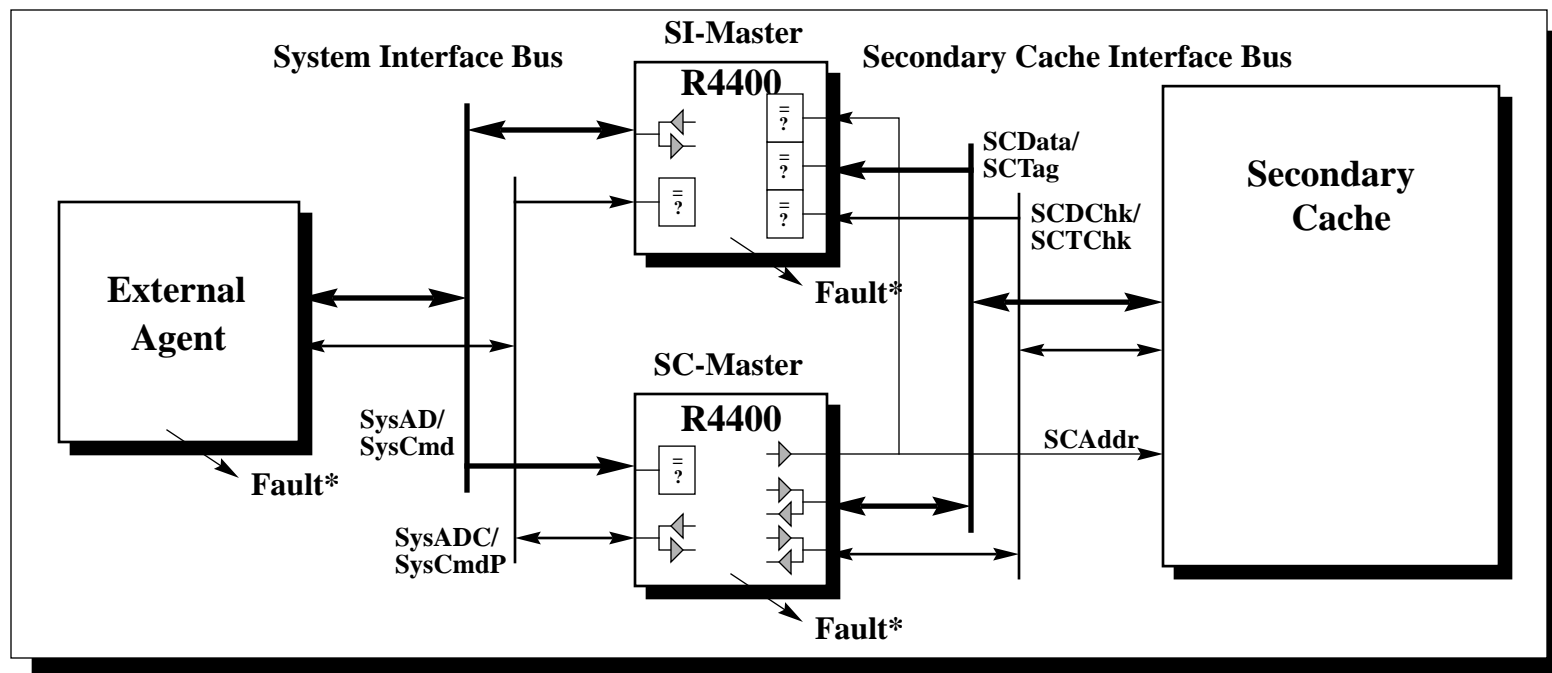 SI-Master
System Interface Bus
Secondary Cache Interface Bus
R4400
=
?
=
?
=
?
=
?
SCData/
SCTag
Secondary
Cache
SCDChk/
SCTChk
External
Agent
Fault*
SC-Master
R4400
SysAD/
SysCmd
SCAddr
=
?
Fault*
SysADC/
SysCmdP
Fault*